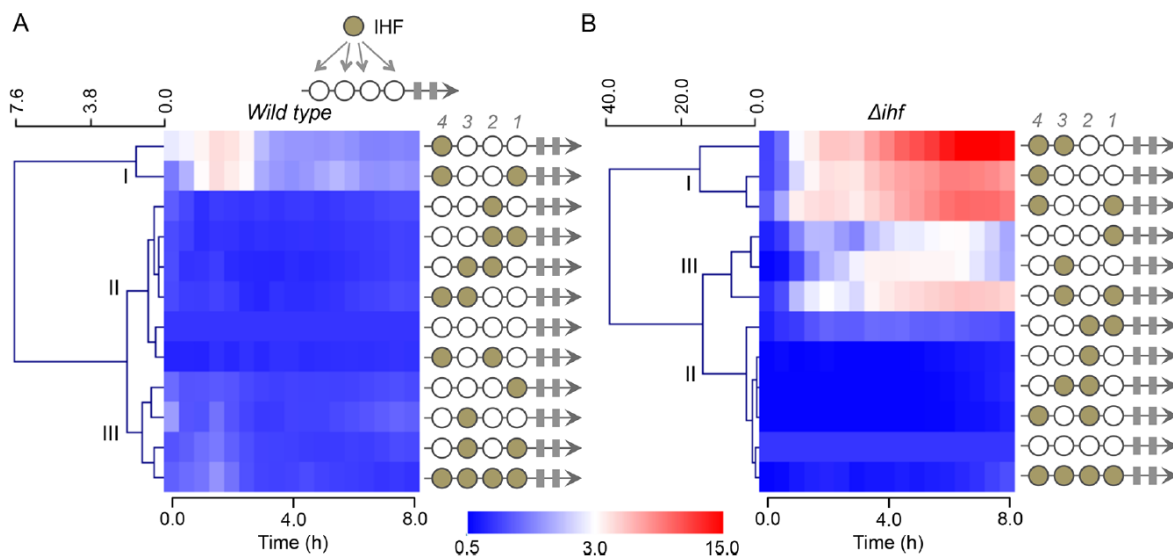 A
IHF
7.6
3.8
0.0
Wild type
4 3 2 1
I
II
III
0.0 4.0 8.0
Time (h)
B
40.0
20.0
0.0
Δihf
4 3 2 1
I
III
II
0.0 4.0 8.0
Time (h)
0.5 3.0 15.0